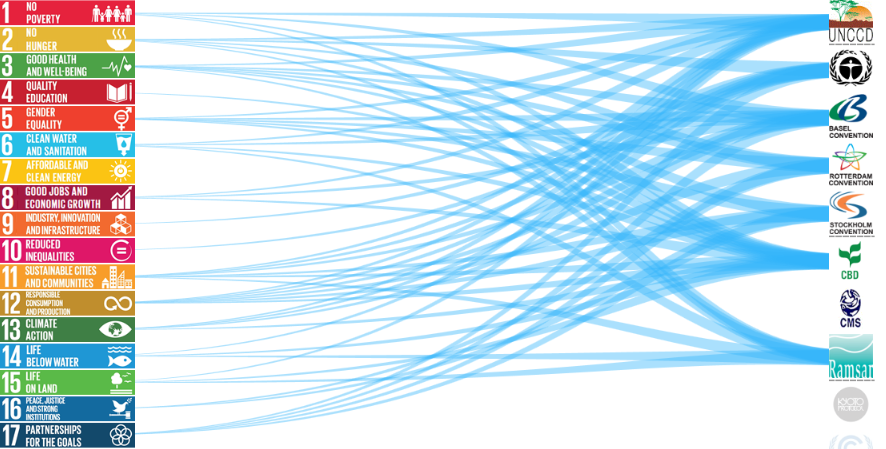 1 NO
POVERTY
2 NO
HUNGER
3 GOOD HEALTH
AND WELL-BEING
4 QUALITY
EDUCATION
5 GENDER
EQUALITY
6 CLEAN WATER
AND SANITATION
7 AFFORDABLE AND
CLEAN ENERGY
8 GOOD JOBS AND
ECONOMIC GROWTH
9 INDUSTRY, INNOVATION
AND INFRASTRUCTURE
10 REDUCED
INEQUALITIES
11 SUSTAINABLE CITIES
AND COMMUNITIES
12 RESPONSIBLE
CONSUMPTION
AND PRODUCTION
13 CLIMATE
ACTION
14 LIFE
BELOW WATER
15 LIFE
ON LAND
16 PEACE, JUSTICE
AND STRONG
INSTITUTIONS
17 PARTNERSHIPS
FOR THE GOALS
UNCCD
BASEL
CONVENTION
ROTTERDAM
CONVENTION
STOCKHOLM
CONVENTION
CBD
CMS
Ramsar
KYOTO
PROTOCOL